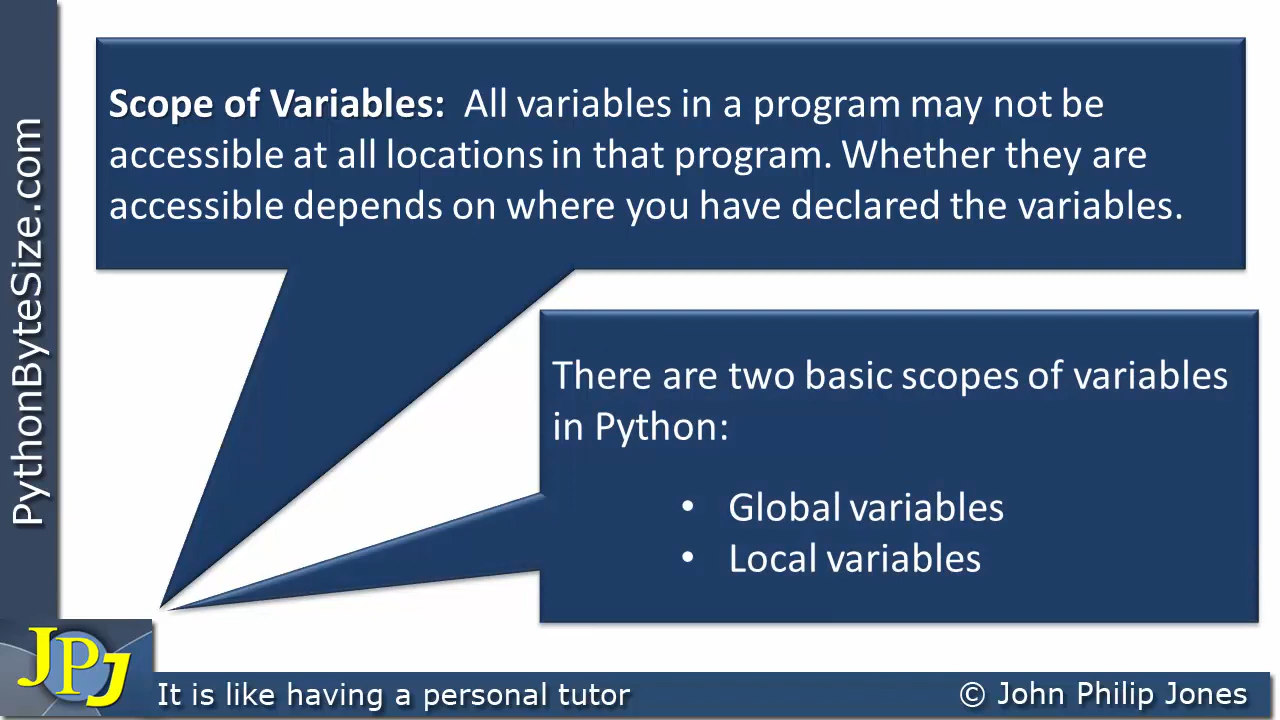 PythonByteSize.com
Scope of Variables: All variables in a program may not be
accessible at all locations in that program. Whether they are
accessible depends on where you have declared the variables.
There are two basic scopes of variables
in Python:
• Global variables
• Local variables
JPJ
It is like having a personal tutor
© John Philip Jones